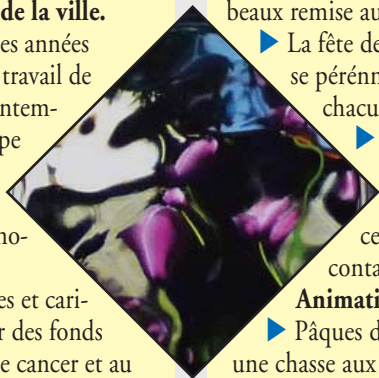 de la ville.
es années
travail de
ntem-
pe
no-
es et cari-
r des fonds
e cancer et au
beaux remise au
La fête de
se pérénn
chacu
ce
conta
Animati
Pâques d
une chasse aux